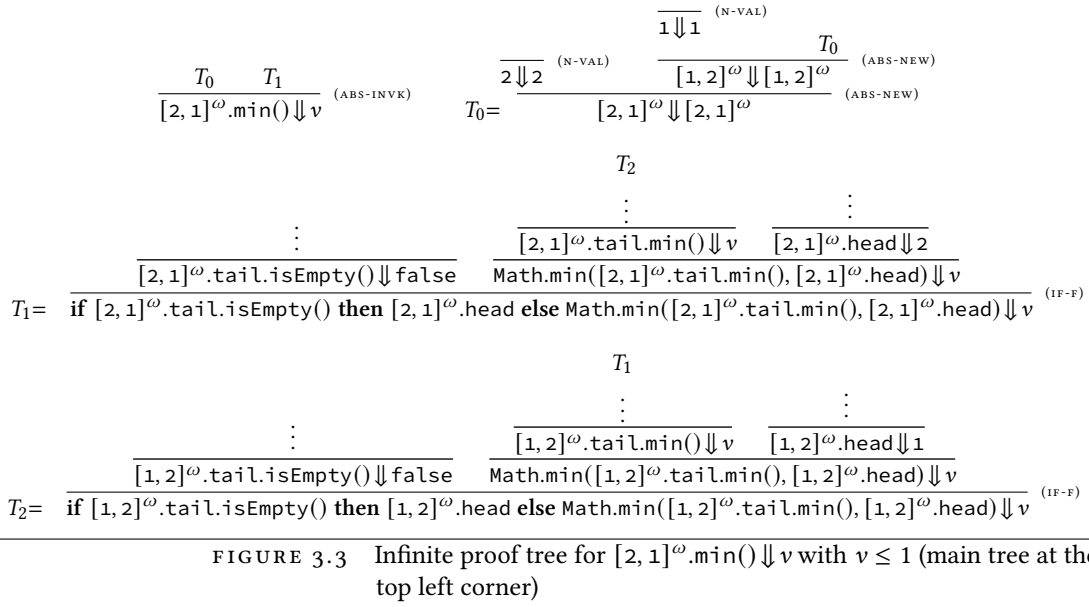 1⇓1 (N-VAL)
2⇓2 (N-VAL) T₀
[1, 2]^ω⇓[1, 2]^ω (ABS-NEW)
T₀ T₁
[2, 1]^ω.min()⇓v (ABS-INVK)
T₀= [2, 1]^ω⇓[2, 1]^ω (ABS-NEW)
T₂
⋮ ⋮
⋮ [2, 1]^ω.tail.min()⇓v [2, 1]^ω.head⇓2
[2, 1]^ω.tail.isEmpty()⇓false Math.min([2, 1]^ω.tail.min(), [2, 1]^ω.head)⇓v
T₁= if [2, 1]^ω.tail.isEmpty() then [2, 1]^ω.head else Math.min([2, 1]^ω.tail.min(), [2, 1]^ω.head)⇓v (IF-F)
T₁
⋮ ⋮
⋮ [1, 2]^ω.tail.min()⇓v [1, 2]^ω.head⇓1
[1, 2]^ω.tail.isEmpty()⇓false Math.min([1, 2]^ω.tail.min(), [1, 2]^ω.head)⇓v
T₂= if [1, 2]^ω.tail.isEmpty() then [1, 2]^ω.head else Math.min([1, 2]^ω.tail.min(), [1, 2]^ω.head)⇓v (IF-F)
FIGURE 3.3 Infinite proof tree for [2, 1]^ω.min()⇓v with v ≤ 1 (main tree at the
top left corner)